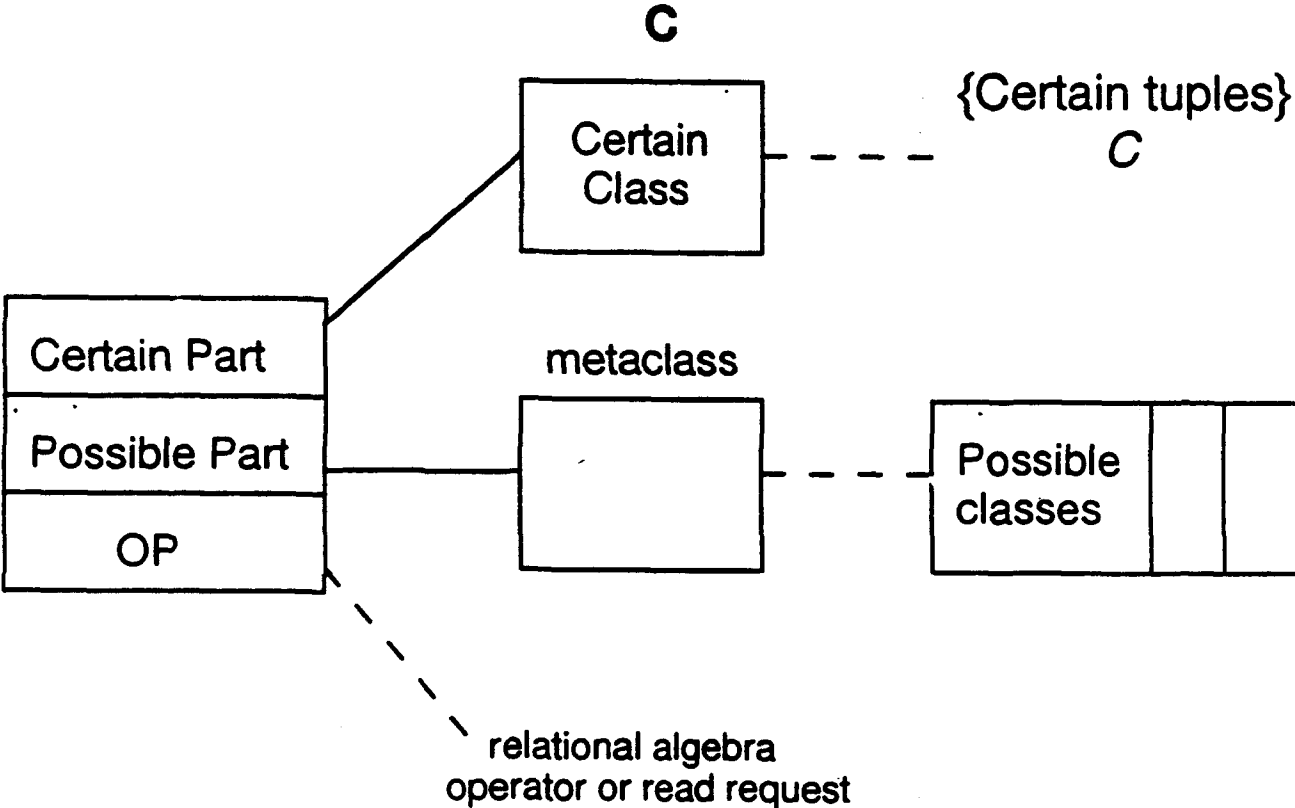 C
Certain
Class
{Certain tuples}
C
Certain Part
Possible Part
OP
metaclass
Possible
classes
relational algebra
operator or read request